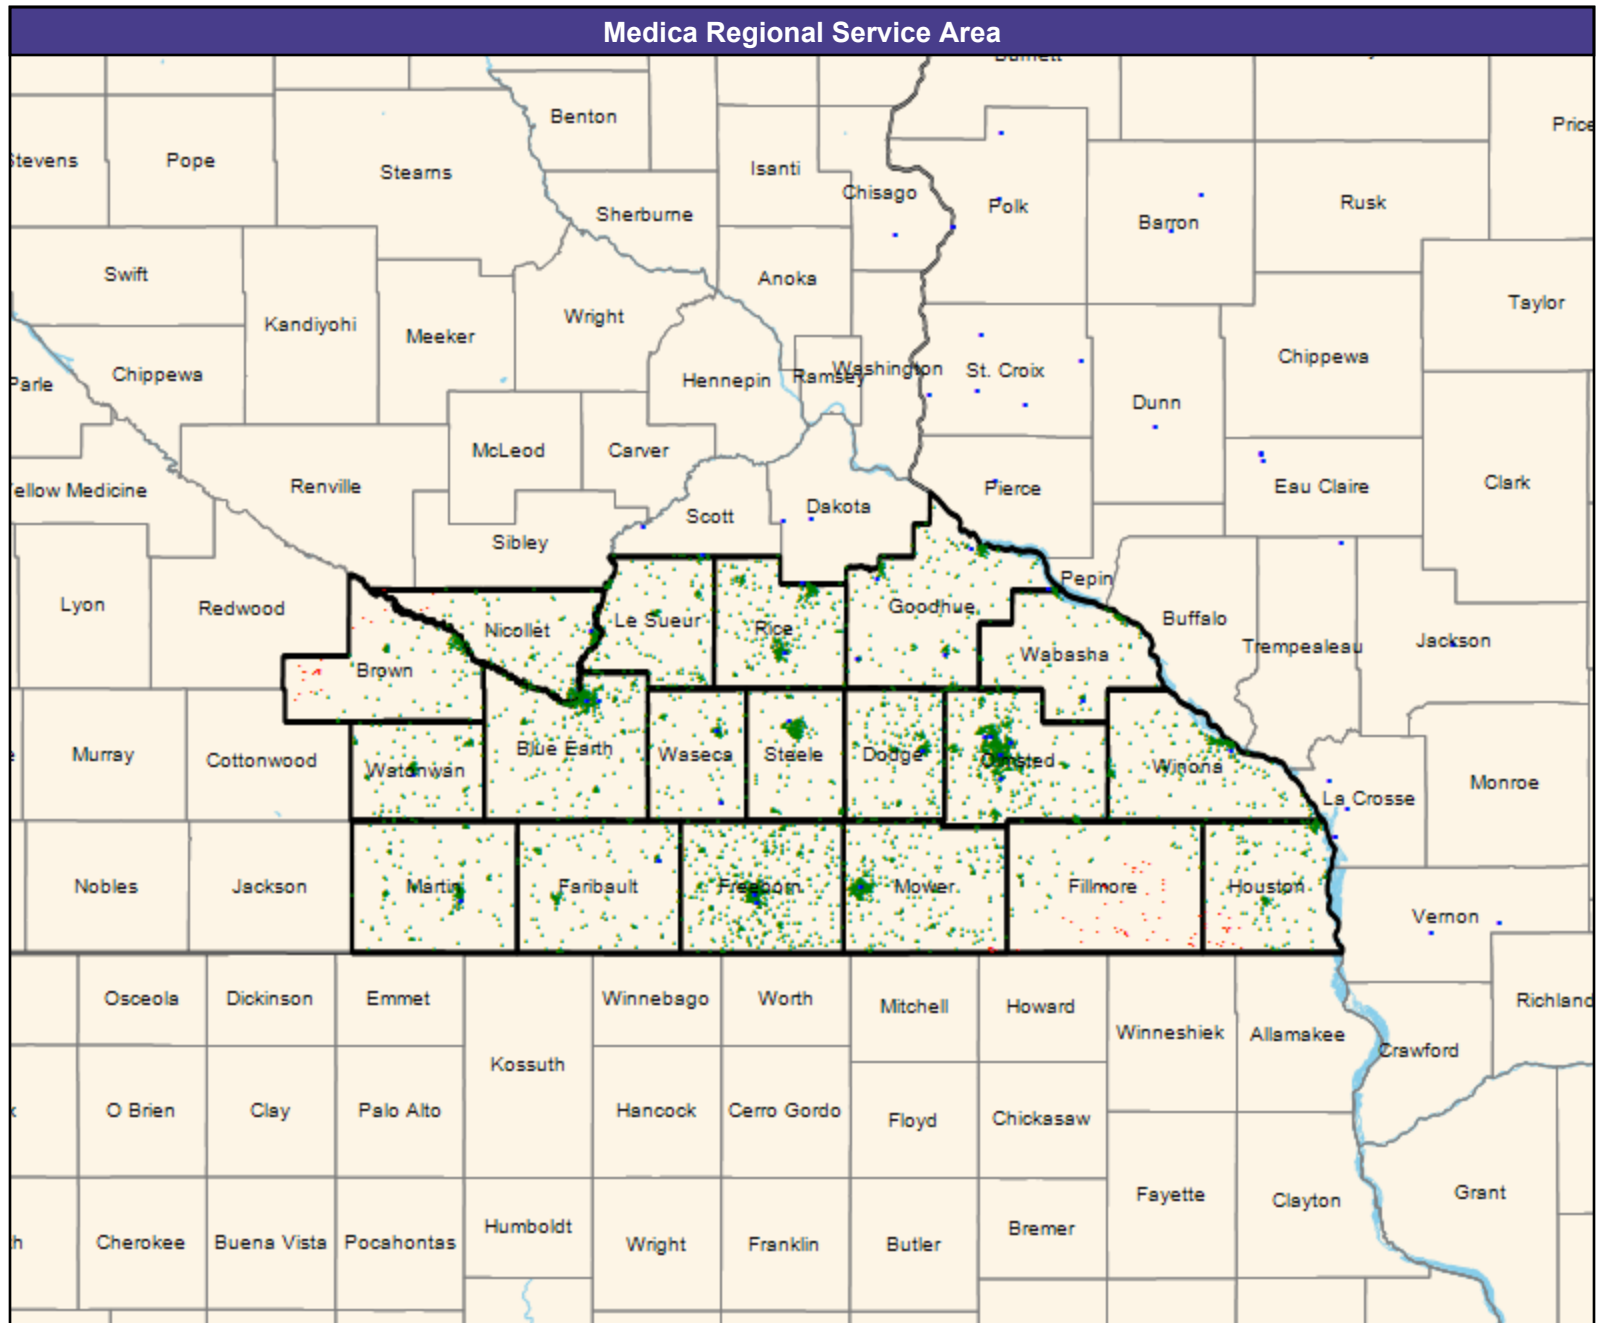 Medica Regional Service Area
Benton
Price
Stevens
Pope
Stearns
Isanti
Chisago
Sherburne
Polk
Barron
Rusk
Swift
Anoka
Taylor
Kandiyohi
Wright
Meeker
Chippewa
Chippewa
Parle
Hennepin
Ramsey
Washington
St. Croix
Dunn
McLeod
Carver
Yellow Medicine
Renville
Pierce
Eau Claire
Clark
Scott
Dakota
Sibley
Pepin
Lyon
Redwood
Nicollet
Le Sueur
Rice
Goodhue
Buffalo
Brown
Wabasha
Trempealeau
Jackson
Murray
Cottonwood
Watonwan
Blue Earth
Waseca
Steele
Dodge
Olmsted
Winona
La Crosse
Monroe
Nobles
Jackson
Martin
Faribault
Freeborn
Mower
Fillmore
Houston
Vernon
Osceola
Dickinson
Emmet
Winnebago
Worth
Mitchell
Howard
Richland
Kossuth
Winneshiek
Allamakee
Crawford
O Brien
Clay
Palo Alto
Hancock
Cerro Gordo
Floyd
Chickasaw
Fayette
Clayton
Grant
Cherokee
Buena Vista
Pocahontas
Humboldt
Wright
Franklin
Butler
Bremer